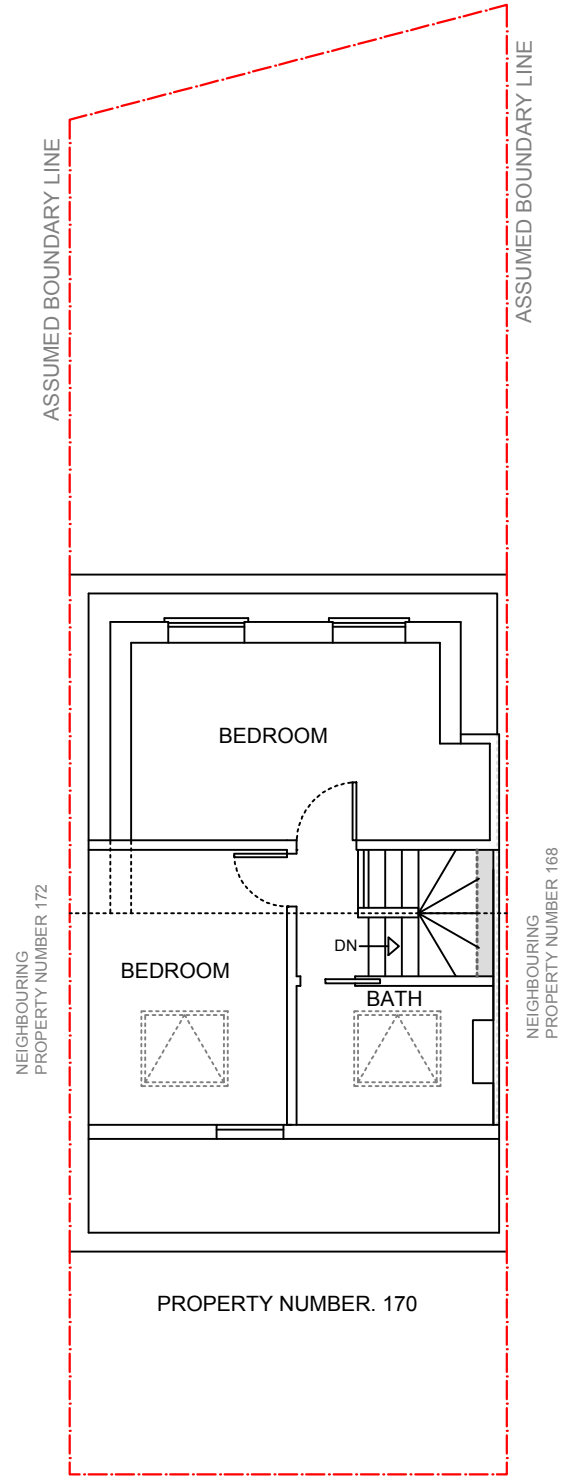 ASSUMED BOUNDARY LINE
ASSUMED BOUNDARY LINE
BEDROOM
NEIGHBOURING
PROPERTY NUMBER 172
NEIGHBOURING
PROPERTY NUMBER 168
DN
BEDROOM
BATH
PROPERTY NUMBER. 170